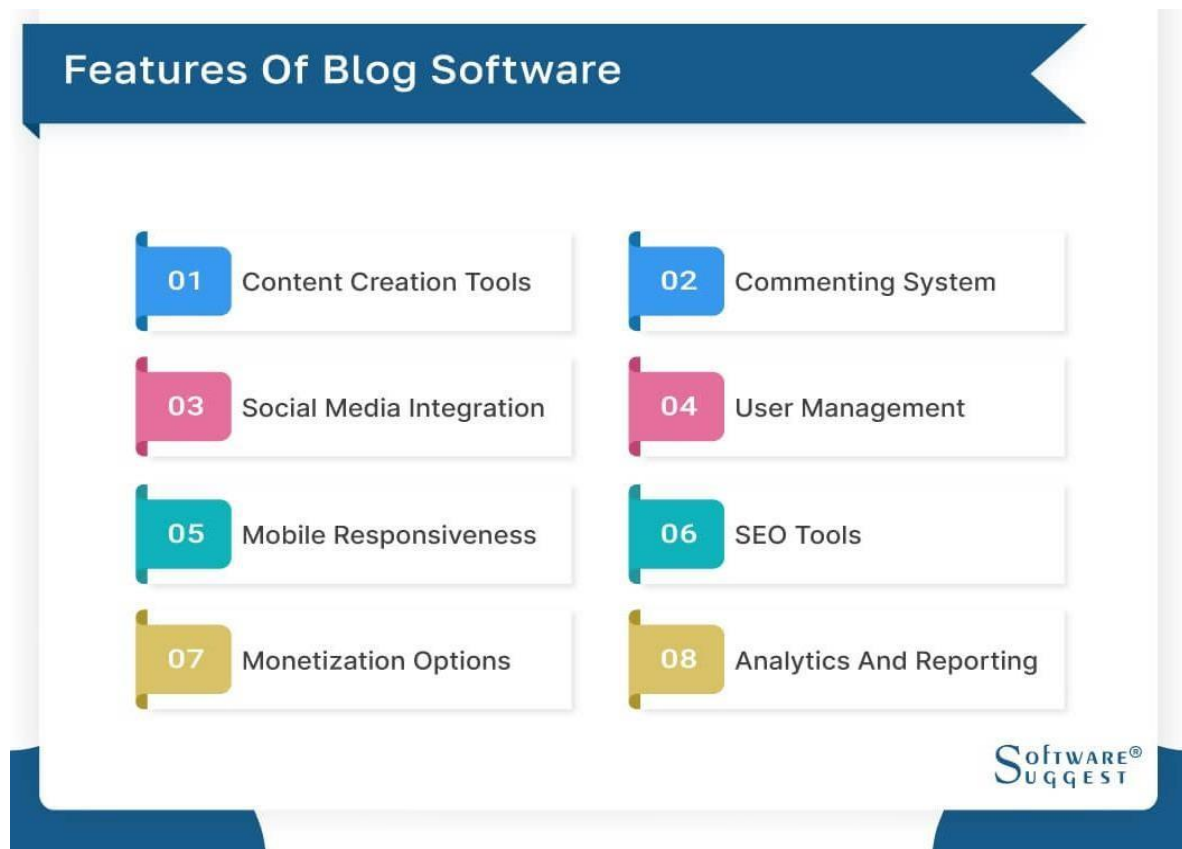 Features Of Blog Software
01 Content Creation Tools
02 Commenting System
03 Social Media Integration
04 User Management
05 Mobile Responsiveness
06 SEO Tools
07 Monetization Options
08 Analytics And Reporting
SOFTWARE®
SUGGEST